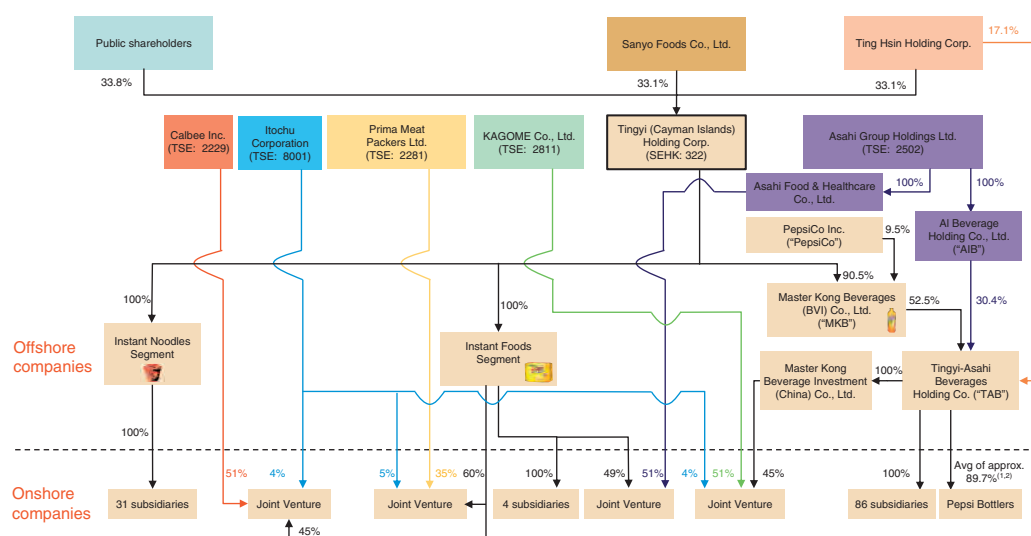 Public shareholders
Sanyo Foods Co., Ltd.
Ting Hsin Holding Corp.
17.1%
33.8%
33.1%
33.1%
Calbee Inc.
(TSE: 2229)
Itochu
Corporation
(TSE: 8001)
Prima Meat
Packers Ltd.
(TSE: 2281)
KAGOME Co., Ltd.
(TSE: 2811)
Tingyi (Cayman Islands)
Holding Corp.
(SEHK: 322)
Asahi Group Holdings Ltd.
(TSE: 2502)
Asahi Food & Healthcare
Co., Ltd.
100%
100%
PepsiCo Inc.
("PepsiCo")
9.5%
AI Beverage
Holding Co., Ltd.
("AIB")
90.5%
100%
100%
Master Kong Beverages
(BVI) Co., Ltd.
("MKB")
52.5%
30.4%
Offshore
companies
Instant Noodles
Segment
Instant Foods
Segment
Master Kong
Beverage Investment
(China) Co., Ltd.
100%
Tingyi-Asahi
Beverages
Holding Co. ("TAB")
100%
51%
4%
5%
35%
60%
100%
49%
51%
4%
51%
45%
100%
Avg of approx.
89.7%(1,2)
Onshore
companies
31 subsidiaries
Joint Venture
Joint Venture
4 subsidiaries
Joint Venture
Joint Venture
86 subsidiaries
Pepsi Bottlers
45%